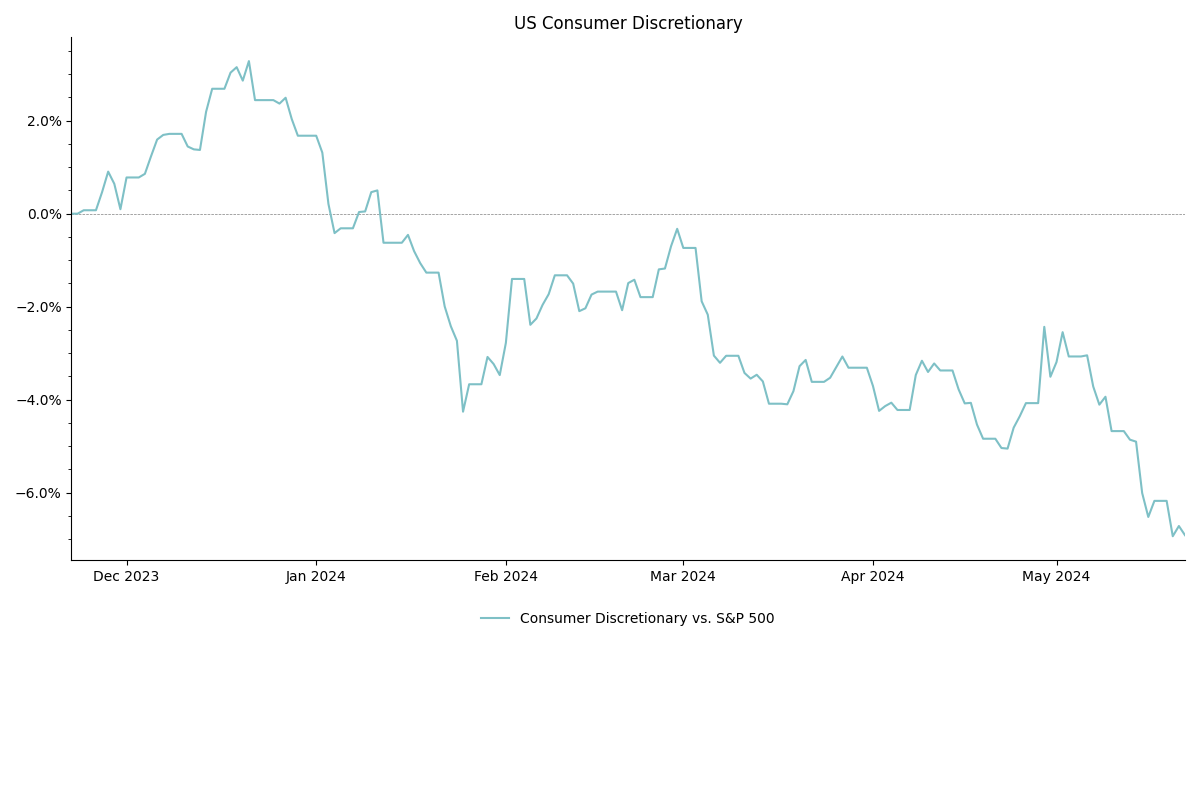 US Consumer Discretionary
2.0%
0.0%
−2.0%
−4.0%
−6.0%
Dec 2023 Jan 2024 Feb 2024 Mar 2024 Apr 2024 May 2024
Consumer Discretionary vs. S&P 500